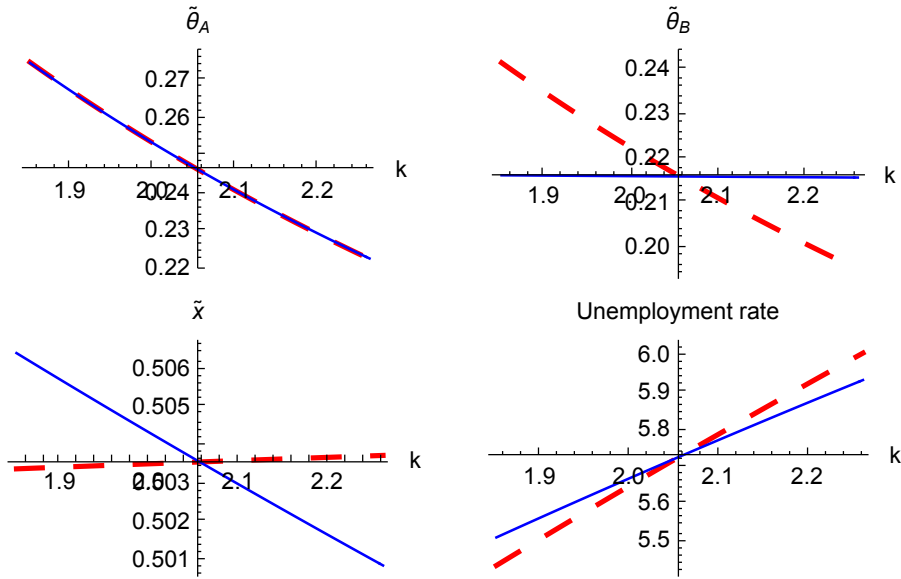 θ̃_A
0.27
0.26
0.24
0.23
0.22
1.9 2.0 2.1 2.2 k
θ̃_B
0.24
0.23
0.22
0.21
0.20
1.9 2.0 2.1 2.2 k
x̃
0.506
0.505
0.503
0.502
0.501
1.9 2.0 2.1 2.2 k
Unemployment rate
6.0
5.9
5.8
5.6
5.5
1.9 2.0 2.1 2.2 k